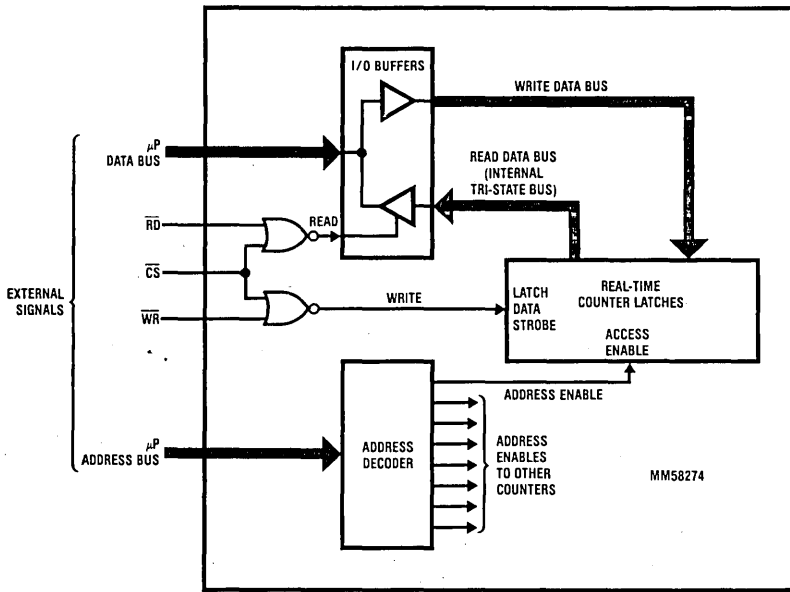 I/O BUFFERS
WRITE DATA BUS
μP
DATA BUS
READ DATA BUS
(INTERNAL
TRI-STATE BUS)
RD
READ
CS
EXTERNAL
SIGNALS
WR
WRITE
LATCH
DATA
STROBE
REAL-TIME
COUNTER LATCHES
ACCESS
ENABLE
ADDRESS ENABLE
μP
ADDRESS BUS
ADDRESS
DECODER
ADDRESS
ENABLES
TO OTHER
COUNTERS
MM58274